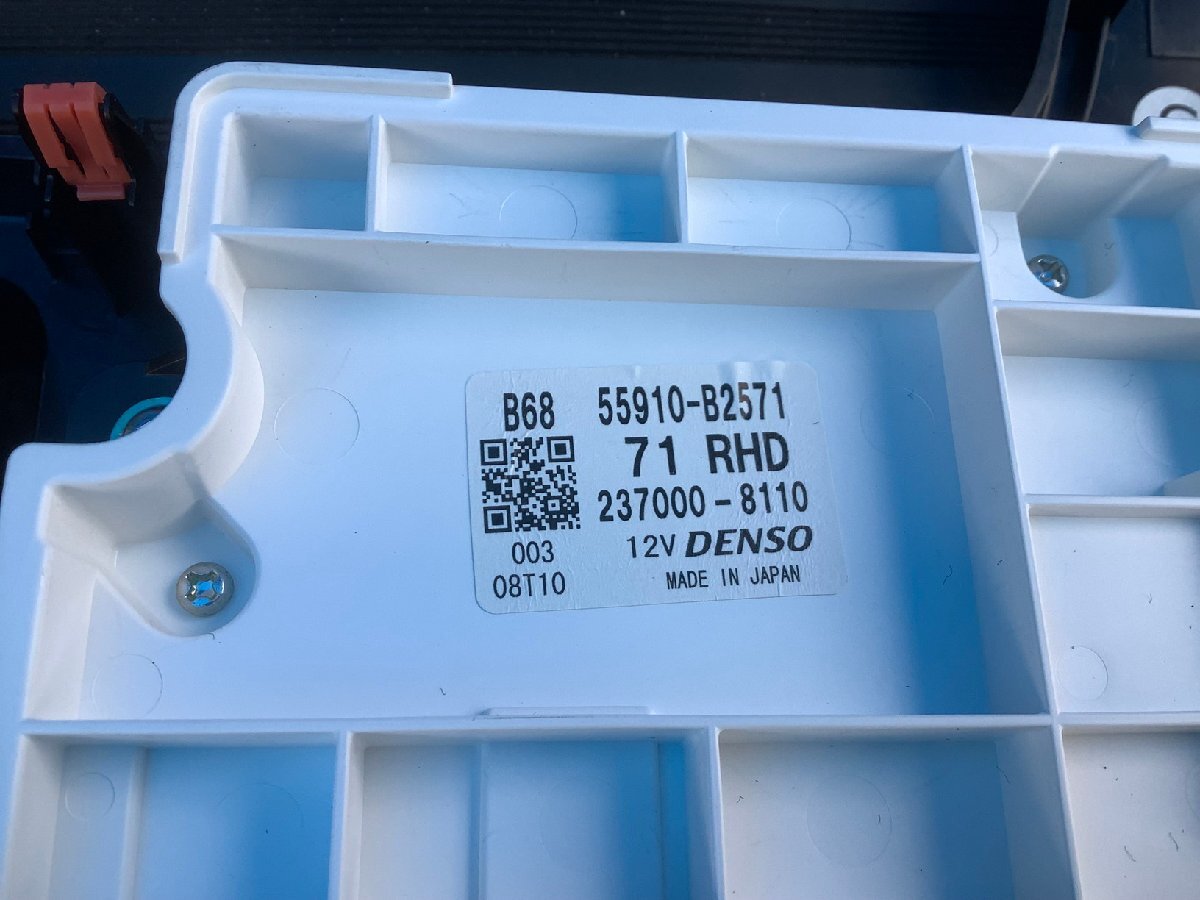 B68 55910-B2571
71 RHD
237000-8110
003 12V DENSO
08T10 MADE IN JAPAN